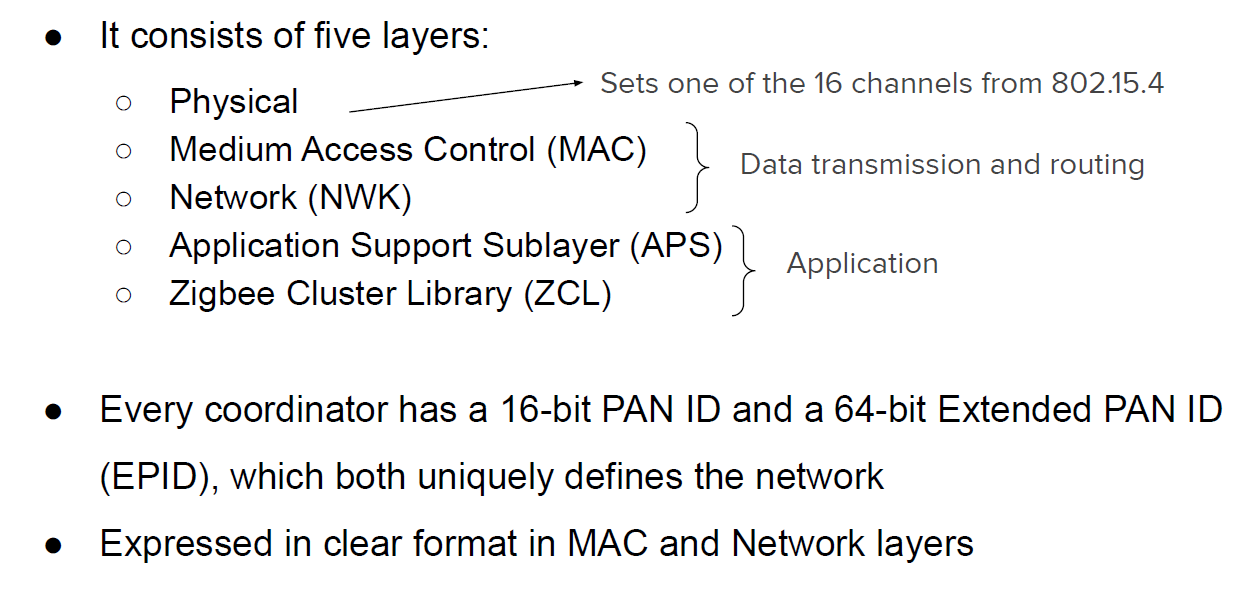 ● It consists of five layers:
○ Physical
Sets one of the 16 channels from 802.15.4
○ Medium Access Control (MAC)
○ Network (NWK)
Data transmission and routing
○ Application Support Sublayer (APS)
○ Zigbee Cluster Library (ZCL)
Application
● Every coordinator has a 16-bit PAN ID and a 64-bit Extended PAN ID
(EPID), which both uniquely defines the network
● Expressed in clear format in MAC and Network layers